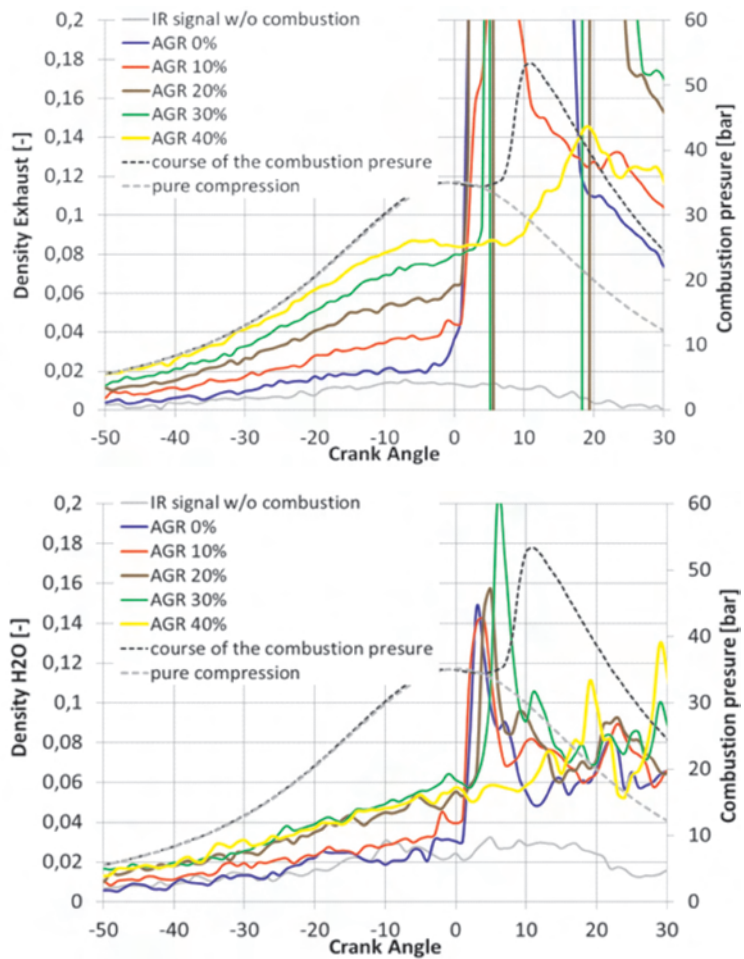 0,2
0,18
0,16
0,14
0,12
0,1
0,08
0,06
0,04
0,02
0
Density Exhaust [-]
IR signal w/o combustion
AGR 0%
AGR 10%
AGR 20%
AGR 30%
AGR 40%
course of the combustion presure
pure compression
60
50
40
30
20
10
0
Combustion pressure [bar]
-50 -40 -30 -20 -10 0 10 20 30
Crank Angle
0,2
0,18
0,16
0,14
0,12
0,1
0,08
0,06
0,04
0,02
0
Density H2O [-]
IR signal w/o combustion
AGR 0%
AGR 10%
AGR 20%
AGR 30%
AGR 40%
course of the combustion presure
pure compression
60
50
40
30
20
10
0
Combustion pressure [bar]
-50 -40 -30 -20 -10 0 10 20 30
Crank Angle